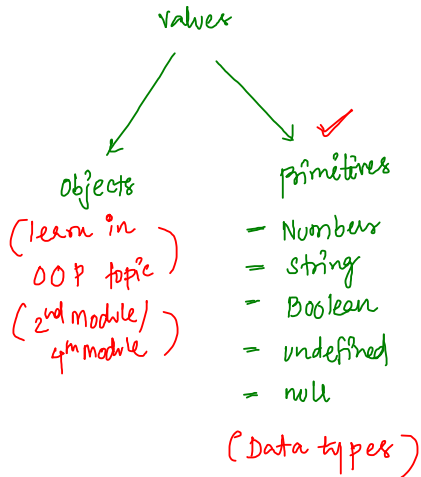 values
objects
(learn in
OOP topic)
(2nd module/
4th module)
primitives
- Numbers
- string
- Boolean
- undefined
- null
(Data types)